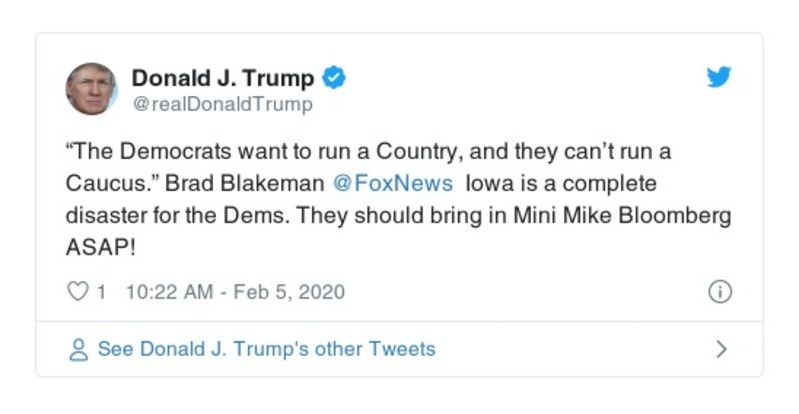 Donald J. Trump
@realDonaldTrump
“The Democrats want to run a Country, and they can’t run a
Caucus.” Brad Blakeman @FoxNews Iowa is a complete
disaster for the Dems. They should bring in Mini Mike Bloomberg
ASAP!
1 10:22 AM - Feb 5, 2020
See Donald J. Trump's other Tweets